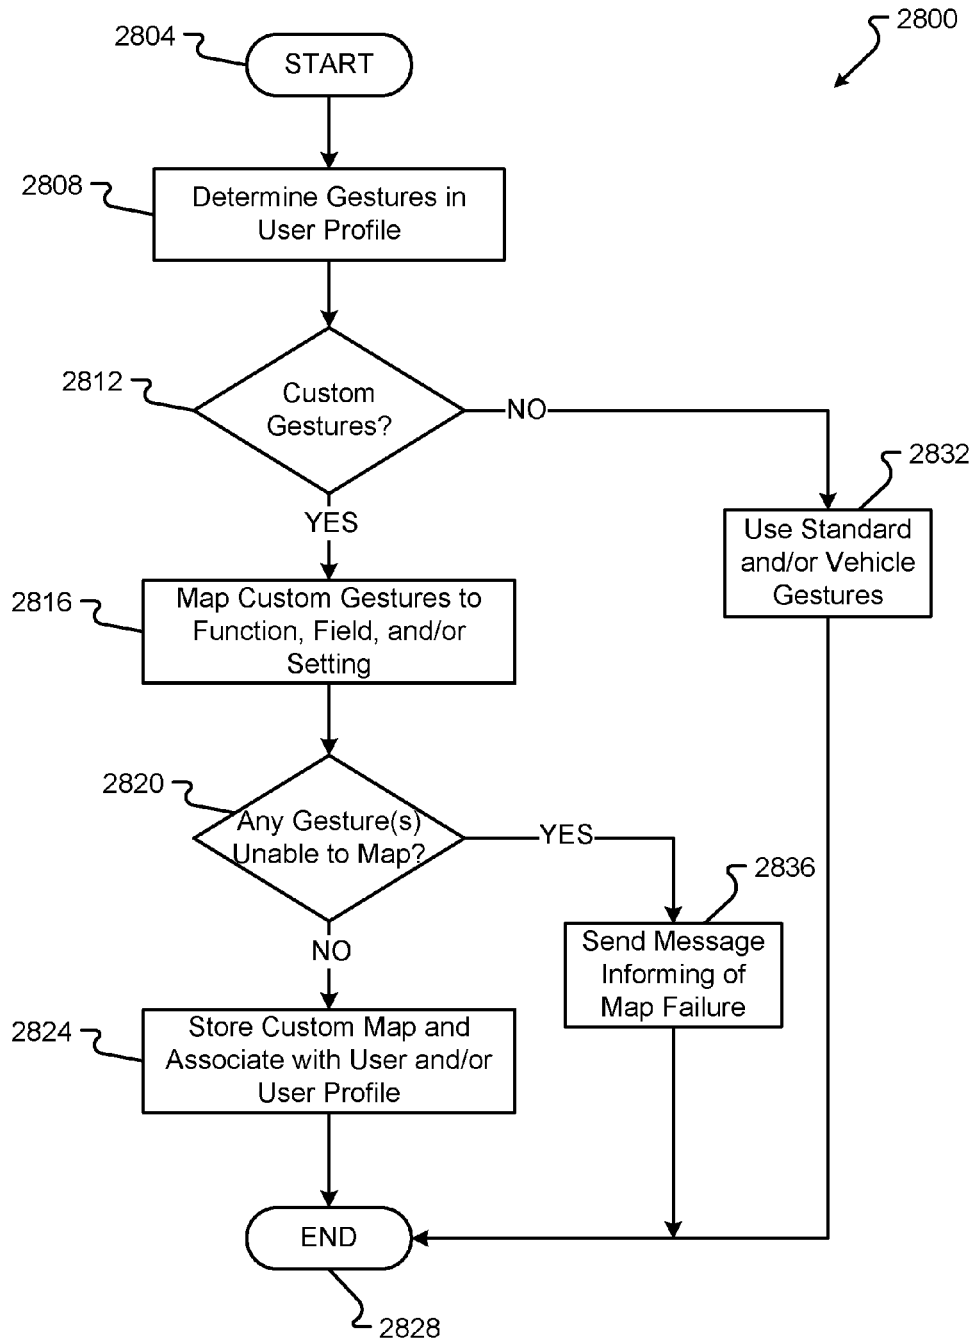 2800
2804
START
2808
Determine Gestures in
User Profile
2812
Custom
Gestures?
NO
2832
YES
Use Standard
and/or Vehicle
Gestures
2816
Map Custom Gestures to
Function, Field, and/or
Setting
2820
Any Gesture(s)
Unable to Map?
YES
2836
NO
Send Message
Informing of
Map Failure
2824
Store Custom Map and
Associate with User and/or
User Profile
END
2828